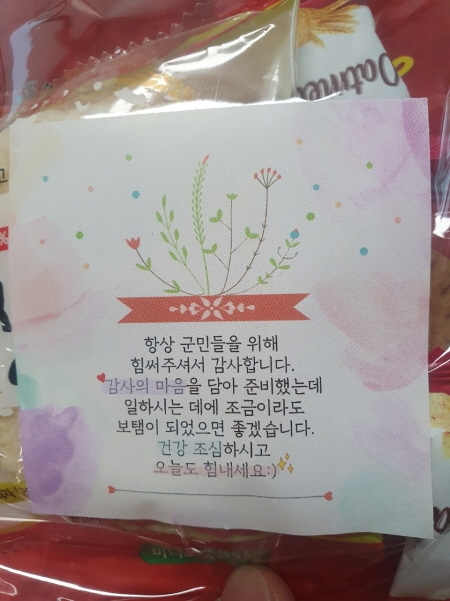 Oatme
항상 군민들을 위해
힘써주셔서 감사합니다.
감사의 마음을 담아 준비했는데
일하시는 데에 조금이라도
보탬이 되었으면 좋겠습니다.
건강 조심하시고
오늘도 힘내세요:)